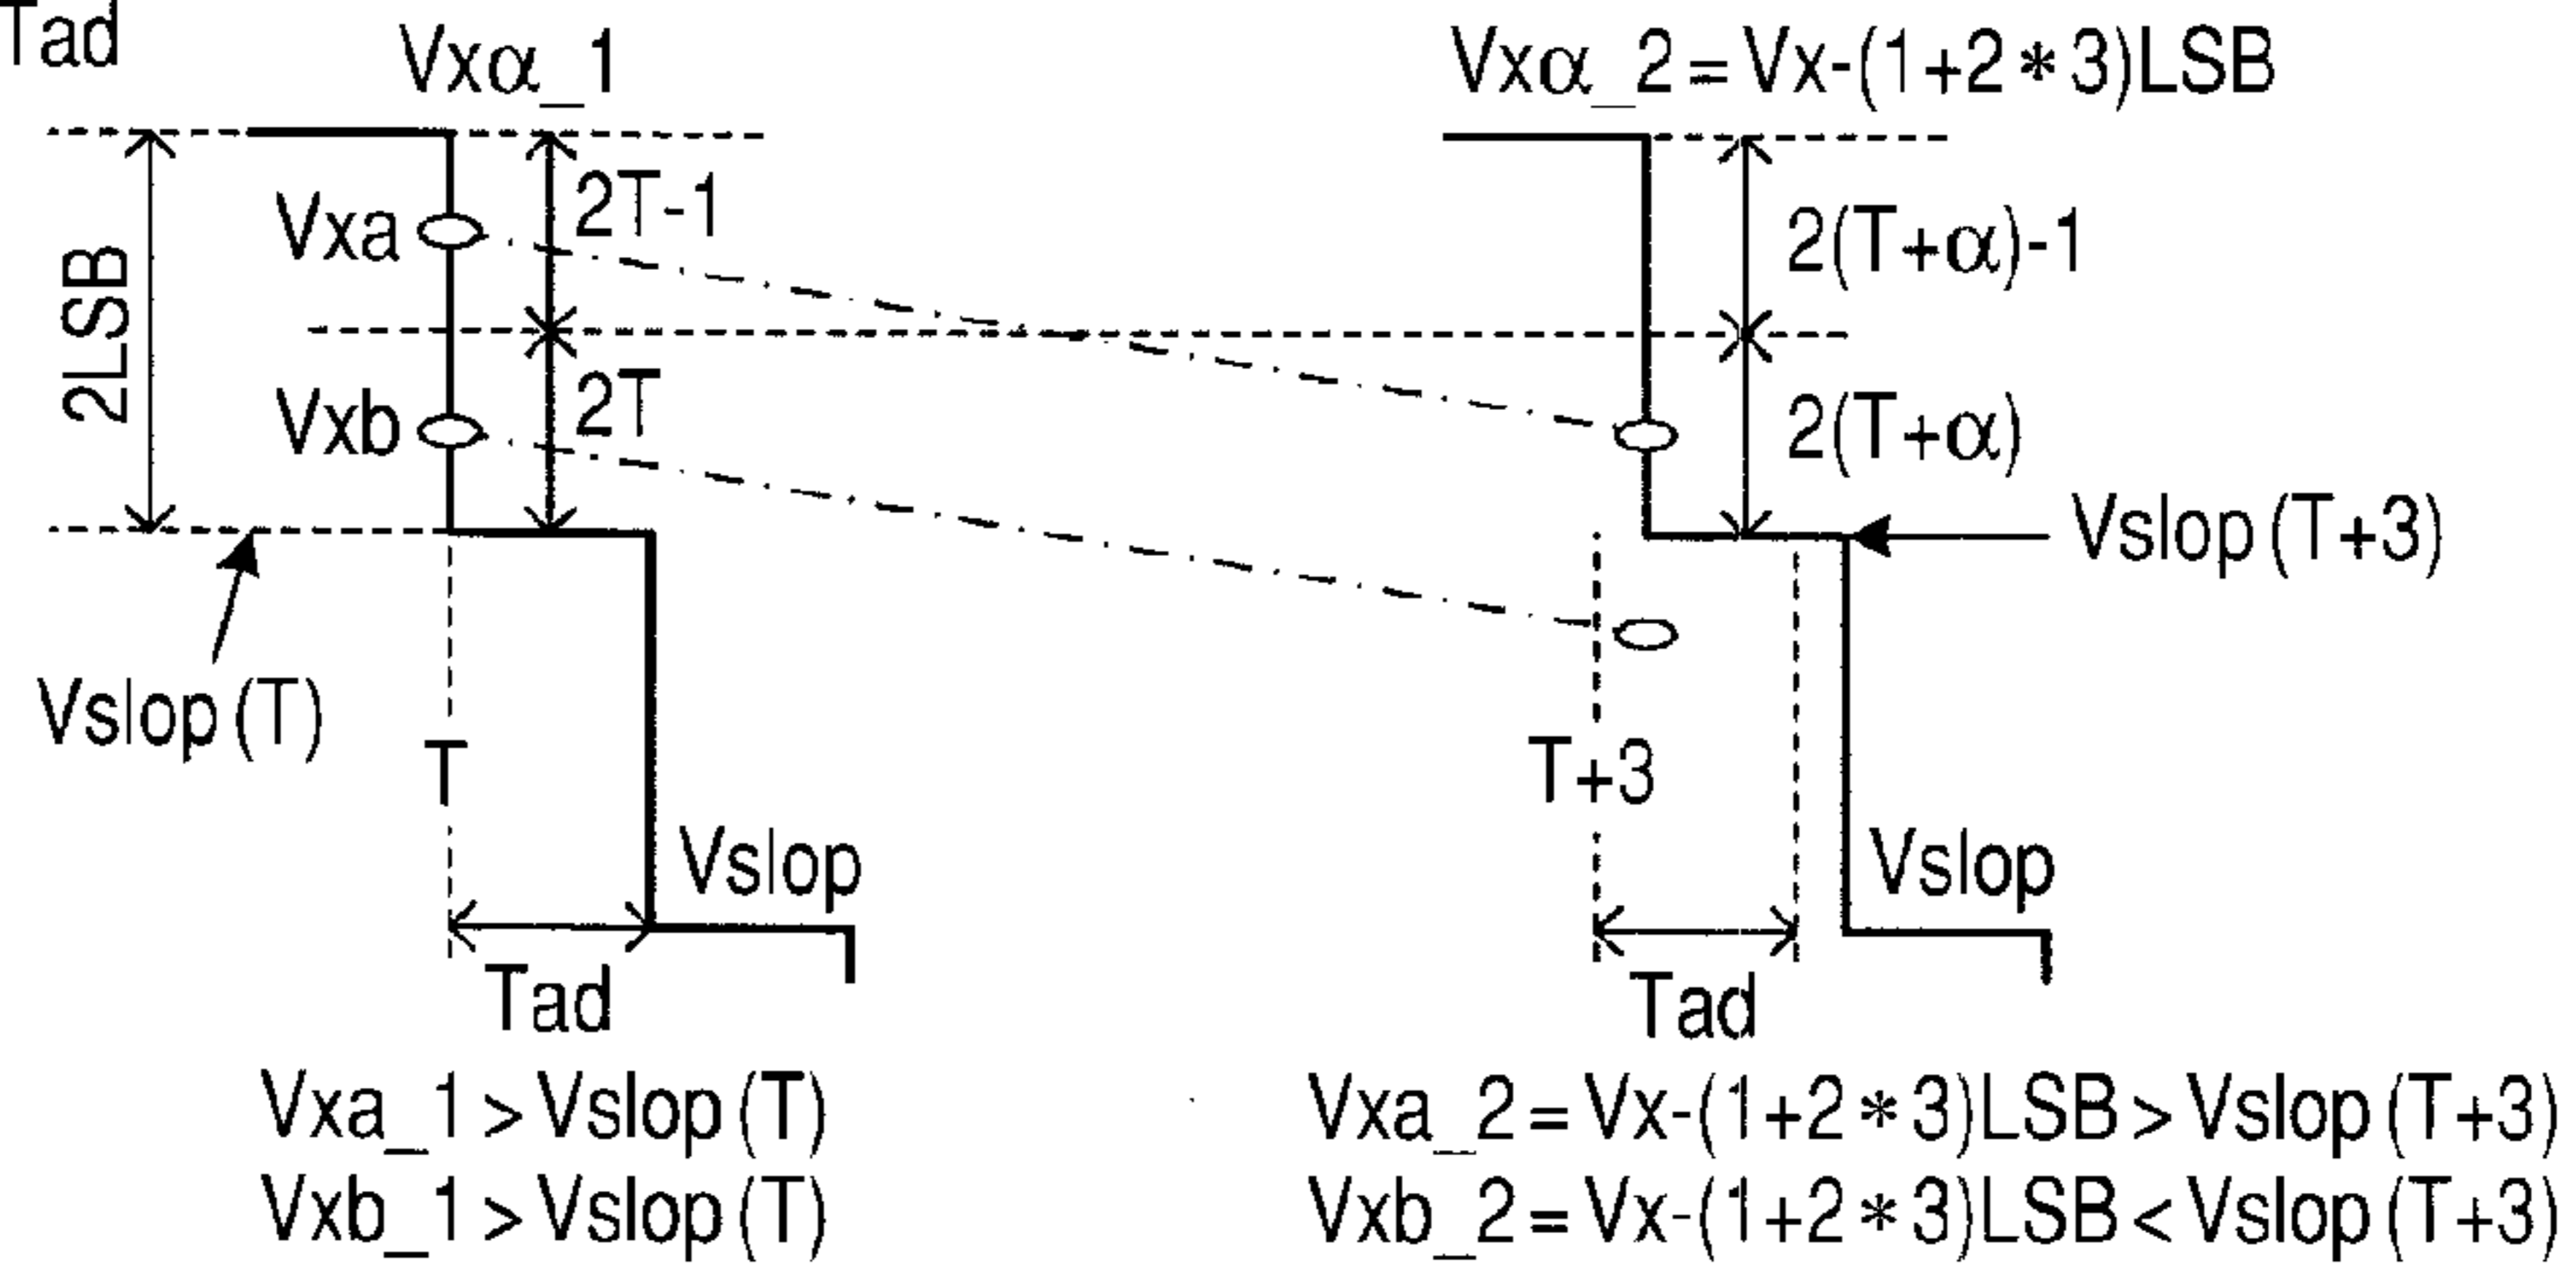 Tad
Vxα_1
Vxα_2=Vx-(1+2*3)LSB
2LSB
Vxa
2T-1
Vxb
2T
2(T+α)-1
2(T+α)
Vslop(T+3)
Vslop(T)
T
T+3
Vslop
Vslop
Tad
Tad
Vxa_1>Vslop(T)
Vxb_1>Vslop(T)
Vxa_2=Vx-(1+2*3)LSB>Vslop(T+3)
Vxb_2=Vx-(1+2*3)LSB<Vslop(T+3)